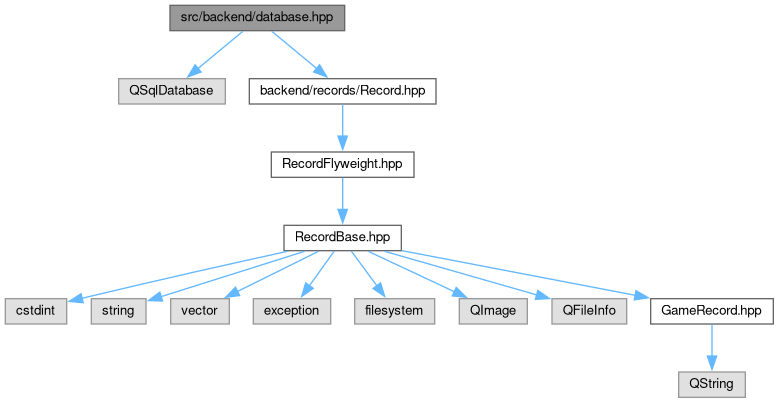 src/backend/database.hpp
QSqlDatabase
backend/records/Record.hpp
RecordFlyweight.hpp
RecordBase.hpp
cstdint
string
vector
exception
filesystem
QImage
QFileInfo
GameRecord.hpp
QString